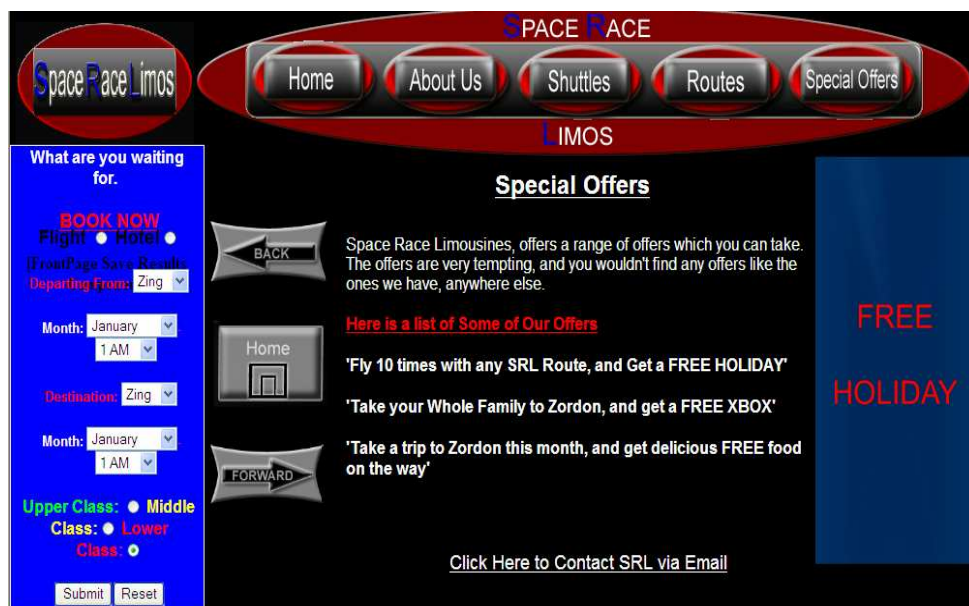 SPACE RACE
Space Race Limos
Home
About Us
Shuttles
Routes
Special Offers
LIMOS
What are you waiting
for.
BOOK NOW
Flight Hotel
[FrontPage Save Results
Departing From: Zing
Month: January
1 AM
Destination: Zing
Month: January
1 AM
Upper Class: Middle
Class: Lower
Class:
Submit Reset
BACK
Home
FORWARD
Special Offers
Space Race Limousines, offers a range of offers which you can take.
The offers are very tempting, and you wouldn't find any offers like the
ones we have, anywhere else.
Here is a list of Some of Our Offers
'Fly 10 times with any SRL Route, and Get a FREE HOLIDAY'
'Take your Whole Family to Zordon, and get a FREE XBOX'
'Take a trip to Zordon this month, and get delicious FREE food
on the way'
Click Here to Contact SRL via Email
FREE
HOLIDAY